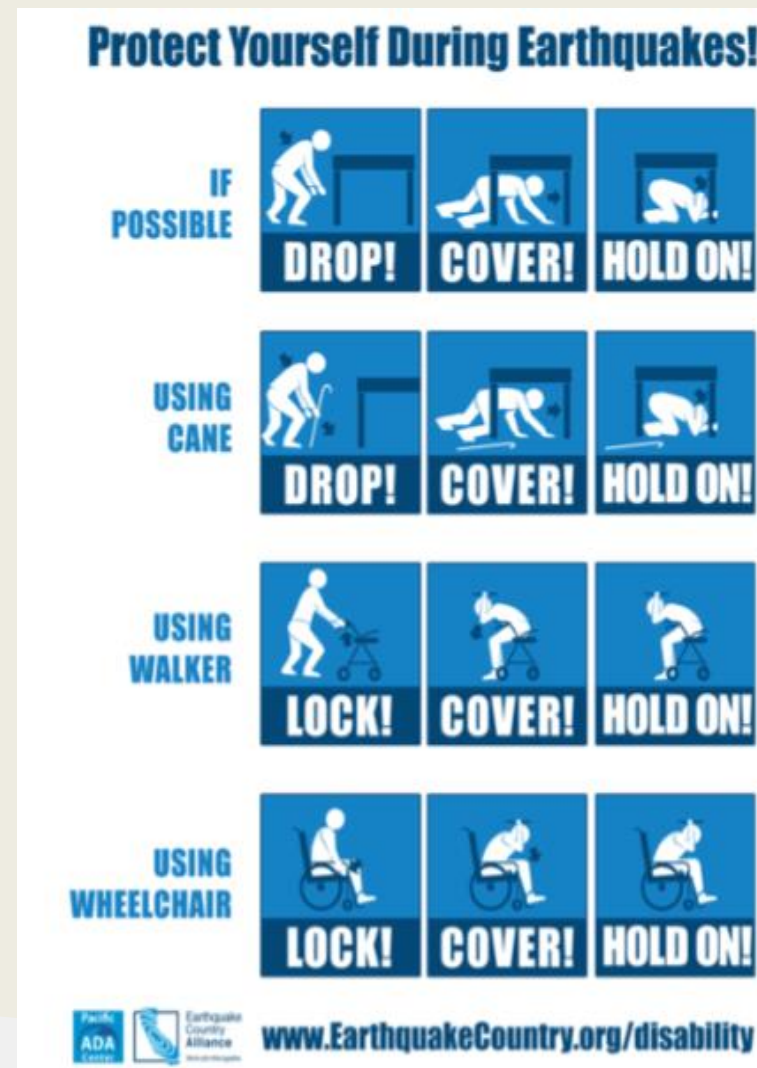 Protect Yourself During Earthquakes!
IF
POSSIBLE
DROP!
COVER!
HOLD ON!
USING
CANE
DROP!
COVER!
HOLD ON!
USING
WALKER
LOCK!
COVER!
HOLD ON!
USING
WHEELCHAIR
LOCK!
COVER!
HOLD ON!
Pacific
ADA
Center
Earthquake
Country
Alliance
www.EarthquakeCountry.org/disability